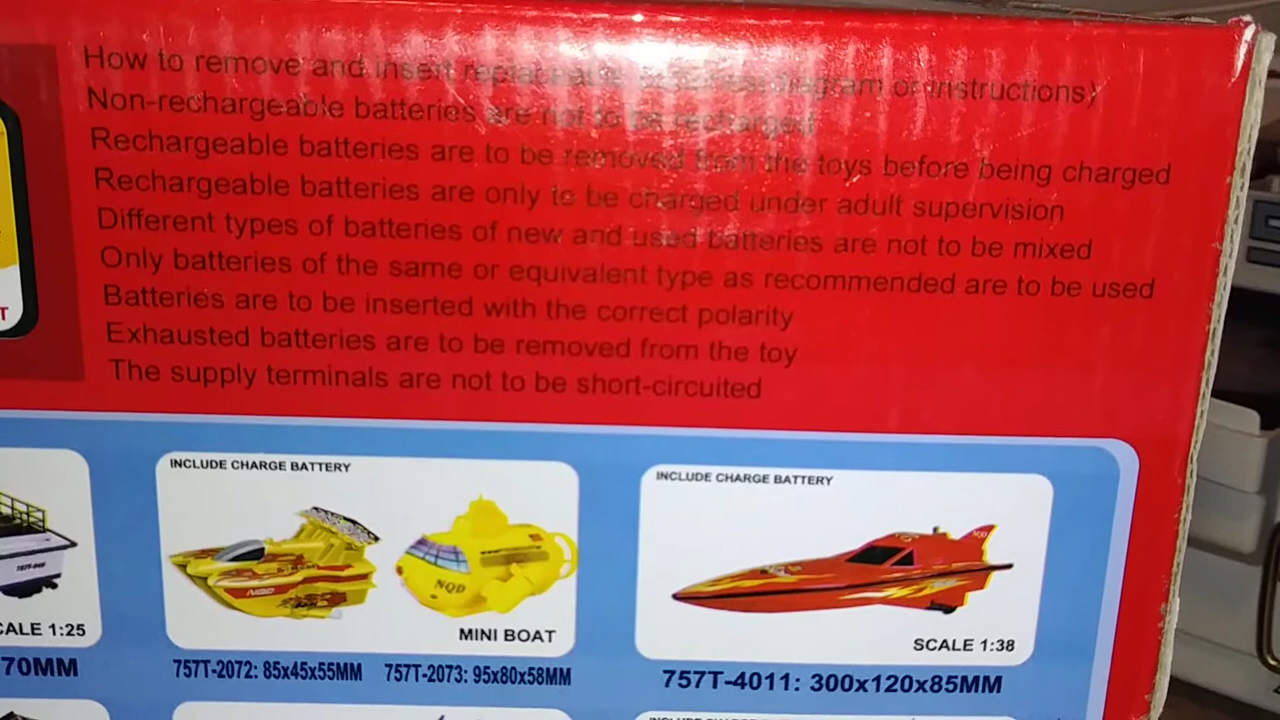 How to remove and insert replaceable batteries(diagram or instructions)
Non-rechargeable batteries are not to be recharged
Rechargeable batteries are to be removed from the toys before being charged
Rechargeable batteries are only to be charged under adult supervision
Different types of batteries of new and used batteries are not to be mixed
Only batteries of the same or equivalent type as recommended are to be used
Batteries are to be inserted with the correct polarity
Exhausted batteries are to be removed from the toy
The supply terminals are not to be short-circuited
T
INCLUDE CHARGE BATTERY
INCLUDE CHARGE BATTERY
NQD
NQD
NQD
MINI BOAT
SCALE 1:38
CALE 1:25
70MM
757T-2072: 85x45x55MM
757T-2073: 95x80x58MM
757T-4011: 300x120x85MM